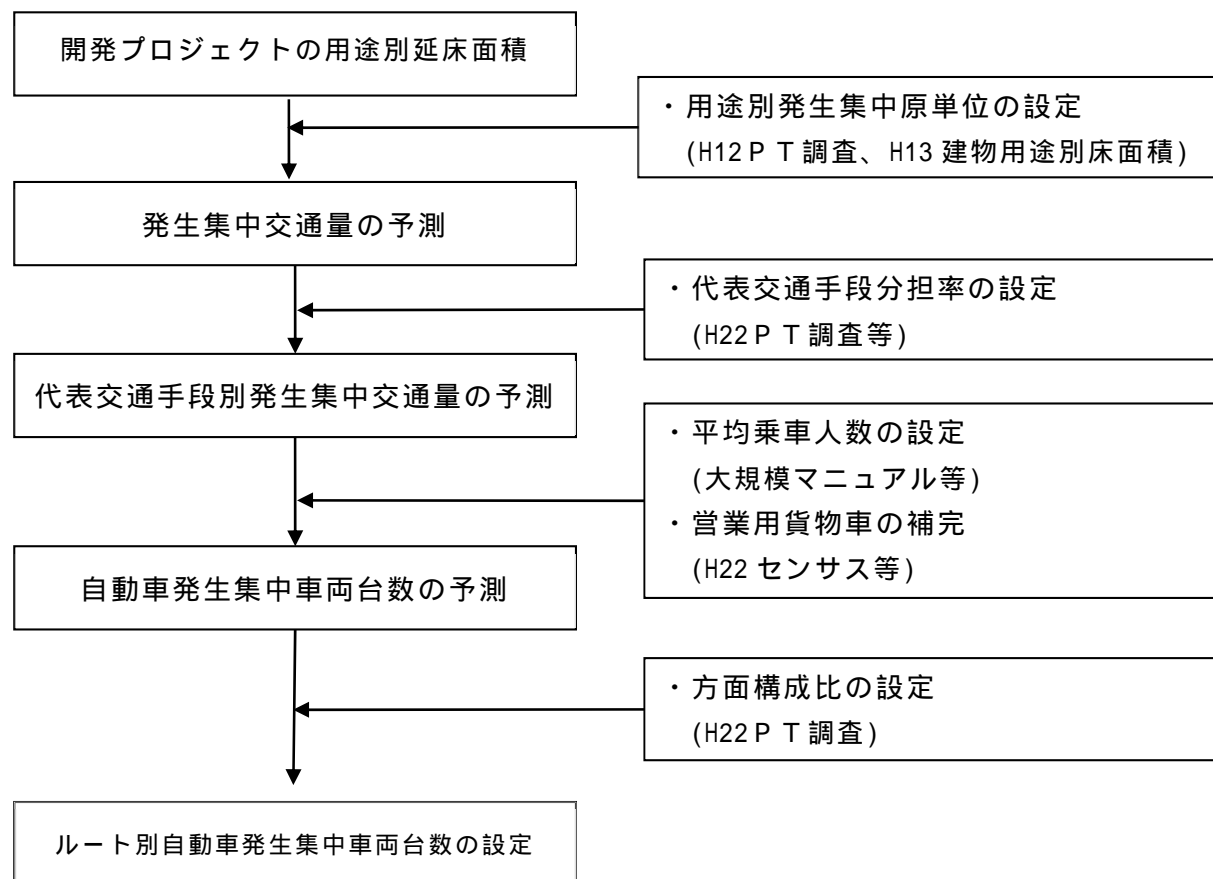 開発プロジェクトの用途別延床面積
・用途別発生集中原単位の設定
(H12ＰＴ調査、H13建物用途別床面積)
発生集中交通量の予測
・代表交通手段分担率の設定
(H22ＰＴ調査等)
代表交通手段別発生集中交通量の予測
・平均乗車人数の設定
(大規模マニュアル等)
・営業用貨物車の補完
(H22センサス等)
自動車発生集中車両台数の予測
・方面構成比の設定
(H22ＰＴ調査)
ルート別自動車発生集中車両台数の設定